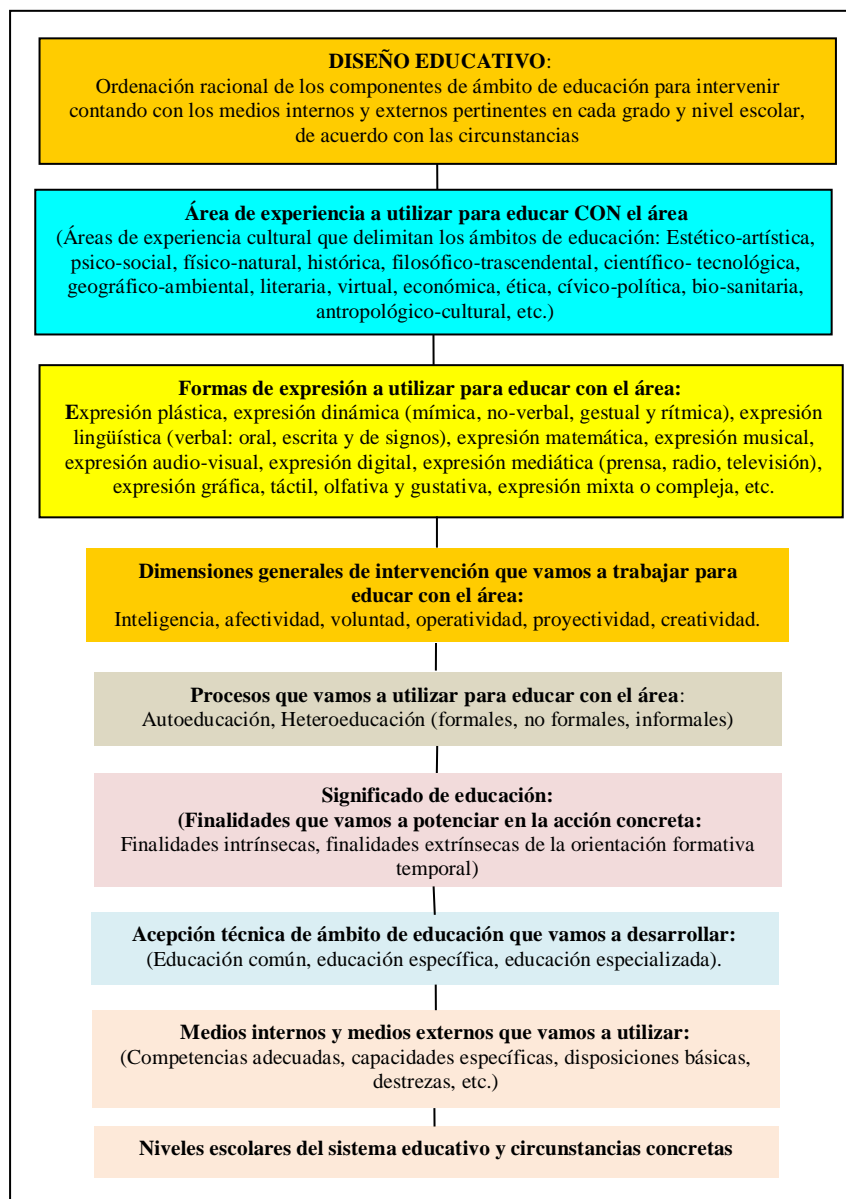 DISEÑO EDUCATIVO:
Ordenación racional de los componentes de ámbito de educación para intervenir
contando con los medios internos y externos pertinentes en cada grado y nivel escolar,
de acuerdo con las circunstancias
Área de experiencia a utilizar para educar CON el área
(Áreas de experiencia cultural que delimitan los ámbitos de educación: Estético-artística,
psico-social, físico-natural, histórica, filosófico-trascendental, científico- tecnológica,
geográfico-ambiental, literaria, virtual, económica, ética, cívico-política, bio-sanitaria,
antropológico-cultural, etc.)
Formas de expresión a utilizar para educar con el área:
Expresión plástica, expresión dinámica (mímica, no-verbal, gestual y rítmica), expresión
lingüística (verbal: oral, escrita y de signos), expresión matemática, expresión musical,
expresión audio-visual, expresión digital, expresión mediática (prensa, radio, televisión),
expresión gráfica, táctil, olfativa y gustativa, expresión mixta o compleja, etc.
Dimensiones generales de intervención que vamos a trabajar para
educar con el área:
Inteligencia, afectividad, voluntad, operatividad, proyectividad, creatividad.
Procesos que vamos a utilizar para educar con el área:
Autoeducación, Heteroeducación (formales, no formales, informales)
Significado de educación:
(Finalidades que vamos a potenciar en la acción concreta:
Finalidades intrínsecas, finalidades extrínsecas de la orientación formativa
temporal)
Acepción técnica de ámbito de educación que vamos a desarrollar:
(Educación común, educación específica, educación especializada).
Medios internos y medios externos que vamos a utilizar:
(Competencias adecuadas, capacidades específicas, disposiciones básicas,
destrezas, etc.)
Niveles escolares del sistema educativo y circunstancias concretas